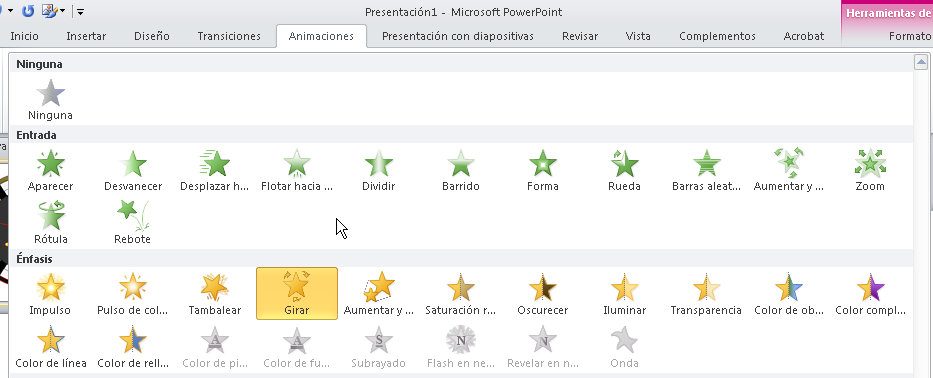 Presentación1 - Microsoft PowerPoint
Herramientas de
Inicio Insertar Diseño Transiciones Animaciones Presentación con diapositivas Revisar Vista Complementos Acrobat Formato
Ninguna
Ninguna
Entrada
Aparecer Desvanecer Desplazar h... Flotar hacia ... Dividir Barrido Forma Rueda Barras aleat... Aumentar y ... Zoom
Rótula Rebote
Énfasis
Impulso Pulso de col... Tambalear Girar Aumentar y ... Saturación r... Oscurecer Iluminar Transparencia Color de ob... Color compl...
Color de línea Color de rell... Color de pi... Color de fu... Subrayado Flash en ne... Revelar en n... Onda